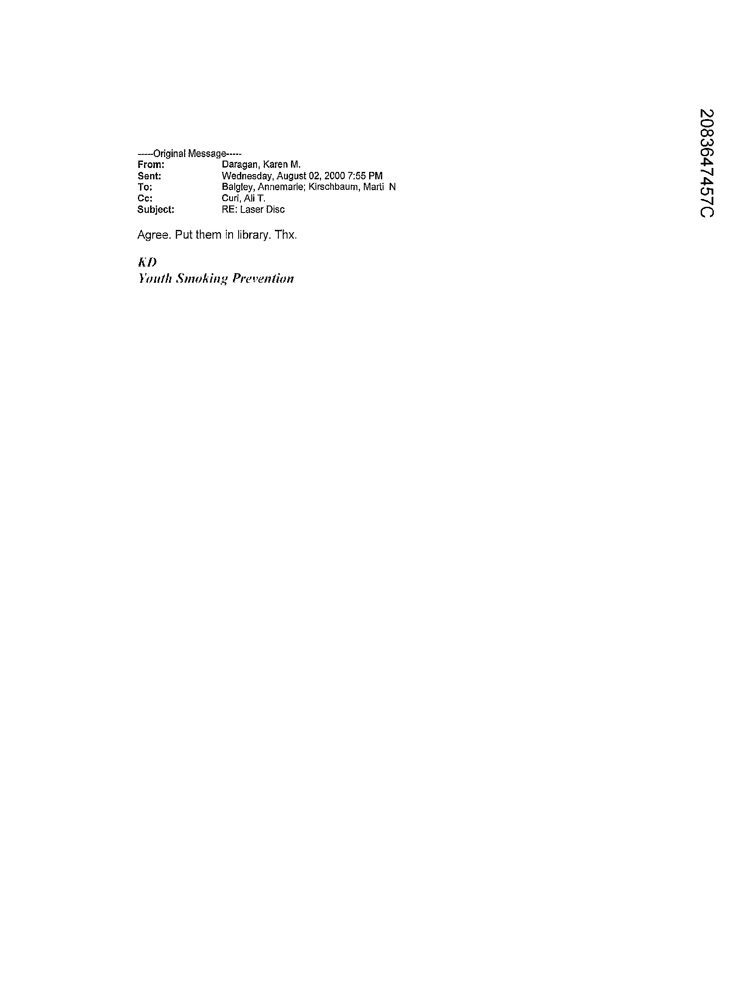 -----Original Message-----
From: Daragan, Karen M.
Sent: Wednesday, August 02, 2000 7:55 PM
To: Balgley, Annemarie; Kirschbaum, Marti N
Cc: Curi, Ali T.
Subject: RE: Laser Disc
Agree. Put them in library. Thx.
KD
Youth Smoking Prevention
2083647457C